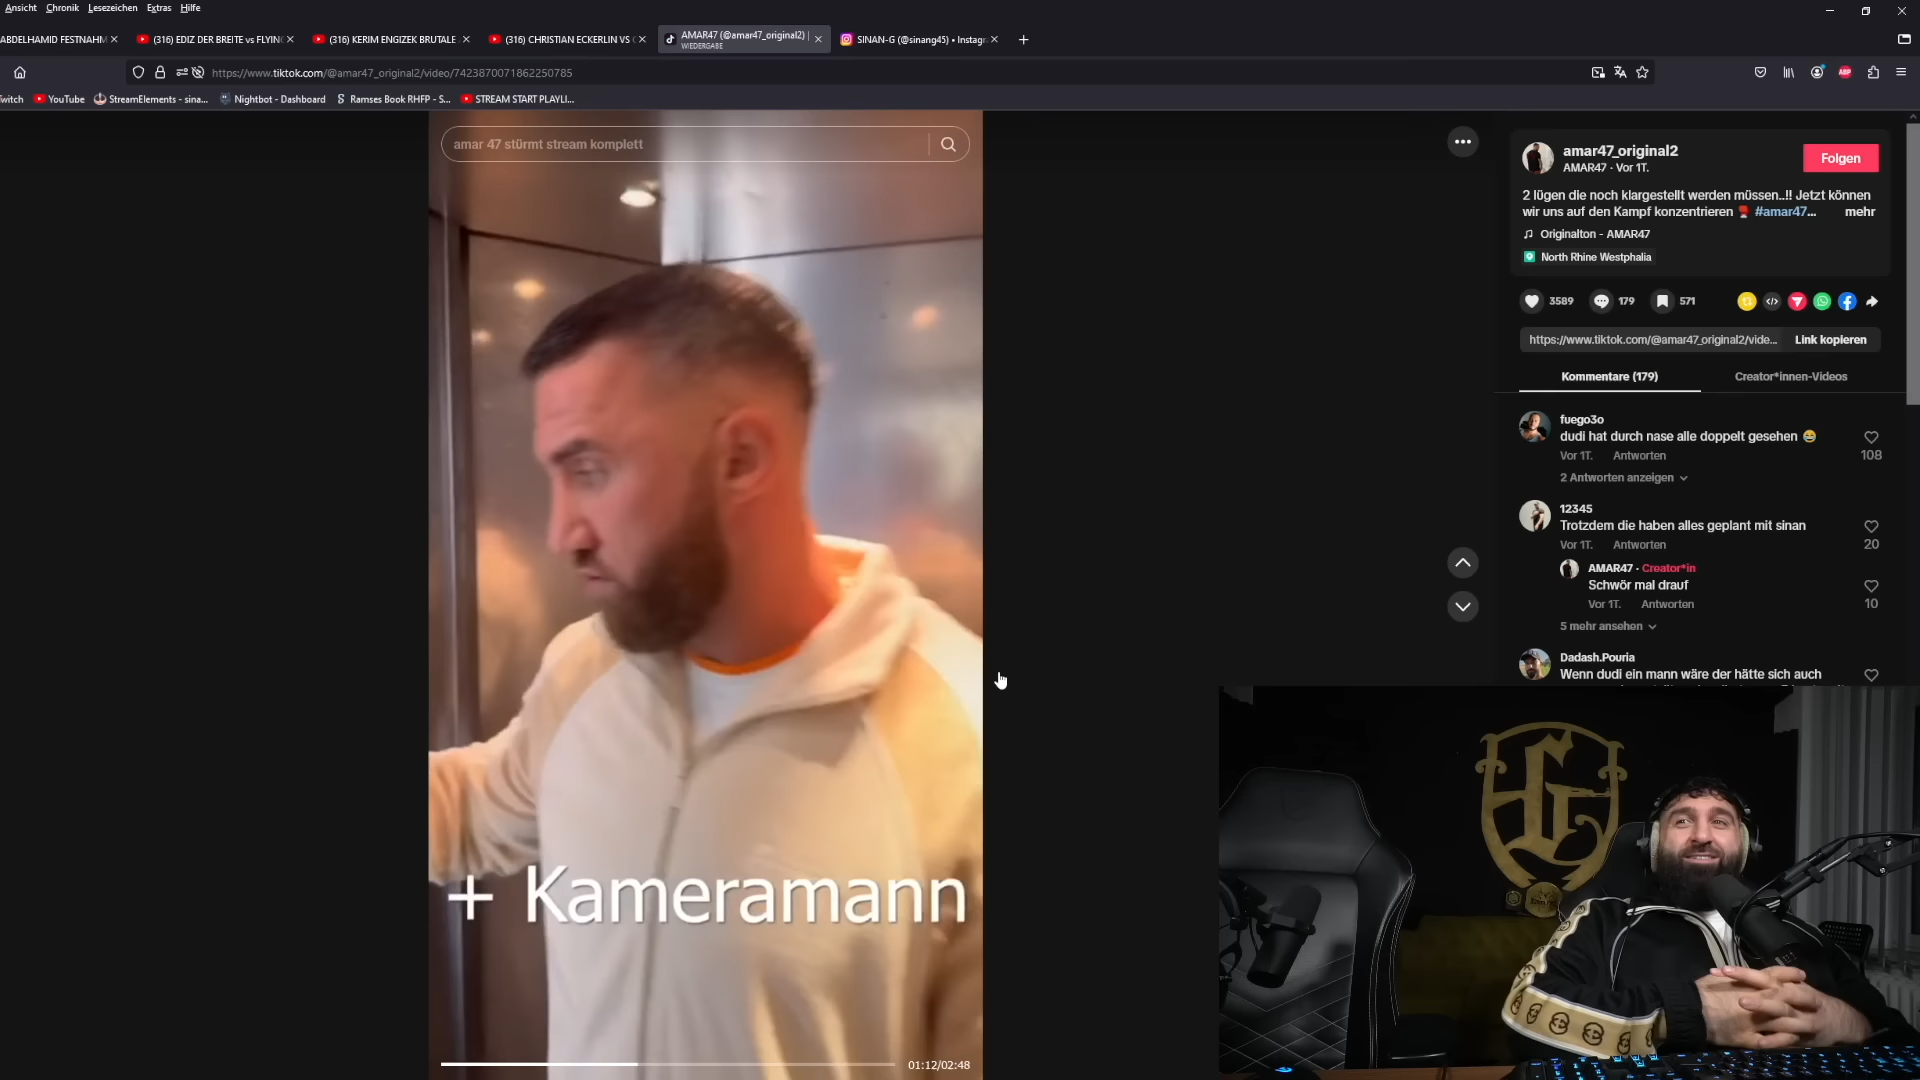 Ansicht Chronik Lesezeichen Extras Hilfe
ABDELHAMID FESTNAHM
(316) EDIZ DER BREITE vs FLYIN
(316) KERIM ENGIZEK BRUTALE
(316) CHRISTIAN ECKERLIN VS
AMAR47 (@amar47_original2) |
WIEDERGABE
SINAN-G (@sinang45) • Instagr
https://www.tiktok.com/@amar47_original2/video/7423870071862250785
ABP
YouTube
StreamElements - sina...
Nightbot - Dashboard
Ramses Book RHFP - S...
STREAM START PLAYLI...
amar 47 stürmt stream komplett
amar47_original2
AMAR47 · Vor 1T.
Folgen
2 lügen die noch klargestellt werden müssen..!! Jetzt können
wir uns auf den Kampf konzentrieren #amar47... mehr
Originalton - AMAR47
North Rhine Westphalia
3589
179
571
https://www.tiktok.com/@amar47_original2/vide...
Link kopieren
Kommentare (179)
Creator*innen-Videos
fuego3o
dudi hat durch nase alle doppelt gesehen 😂
Vor 1T. Antworten
108
2 Antworten anzeigen
12345
Trotzdem die haben alles geplant mit sinan
Vor 1T. Antworten
20
AMAR47 · Creator*in
Schwör mal drauf
Vor 1T. Antworten
10
5 mehr ansehen
Dadash.Pouria
Wenn dudi ein mann wäre der hätte sich auch
+ Kameramann
01:12/02:48